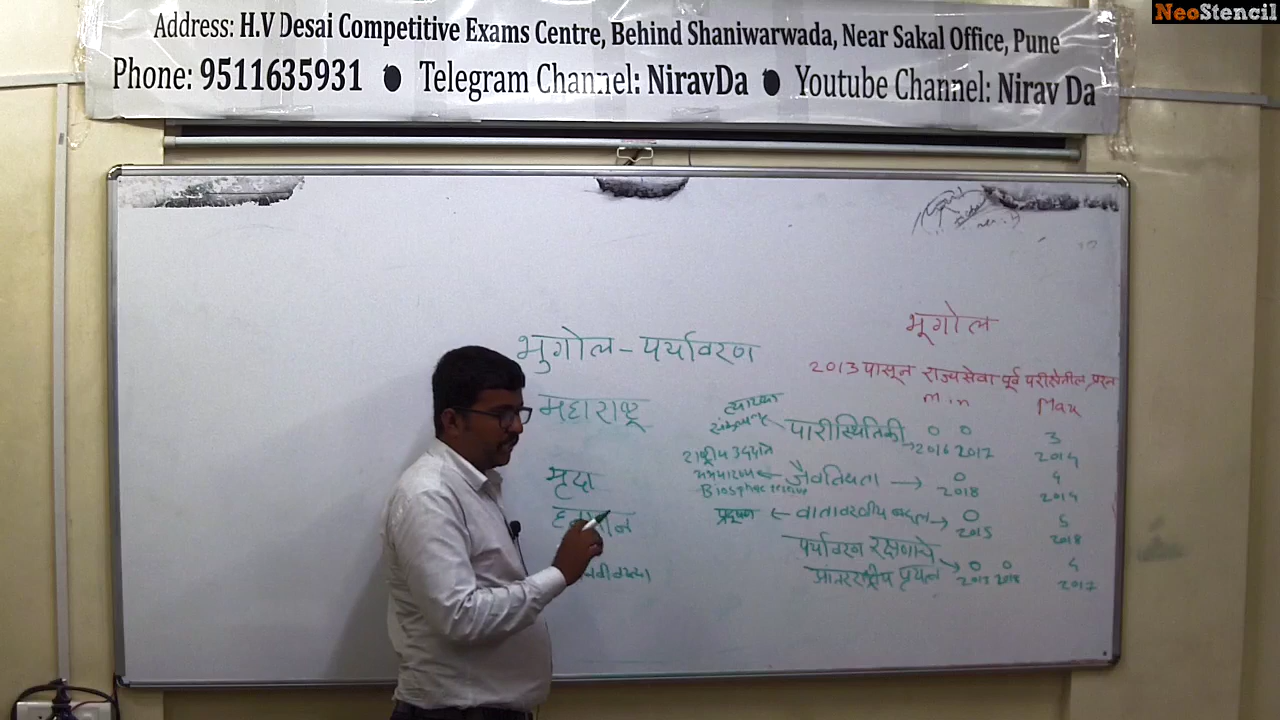 NeoStencil
Address: H.V Desai Competitive Exams Centre, Behind Shaniwarwada, Near Sakal Office, Pune
Phone: 9511635931 ● Telegram Channel: NiravDa ● Youtube Channel: Nirav Da
भुगोल - पर्यावरण
महाराष्ट्र
मृदा
भूगोल
2013 पासून राज्यसेवा पूर्व परीक्षेतील प्रश्न
min Max
पारीस्थितिकी 0 0 3
2016 2017 2014
राष्ट्रीय उद्याने
जैवविधता → 0 4
Biosphere 2018 2014
प्रदूषण ← वातावरणीय बदल → 0 5
2015 2018
पर्यावरण रक्षणाचे
आंतरराष्ट्रीय प्रयत्न → 0 0 4
2013 2018 2017